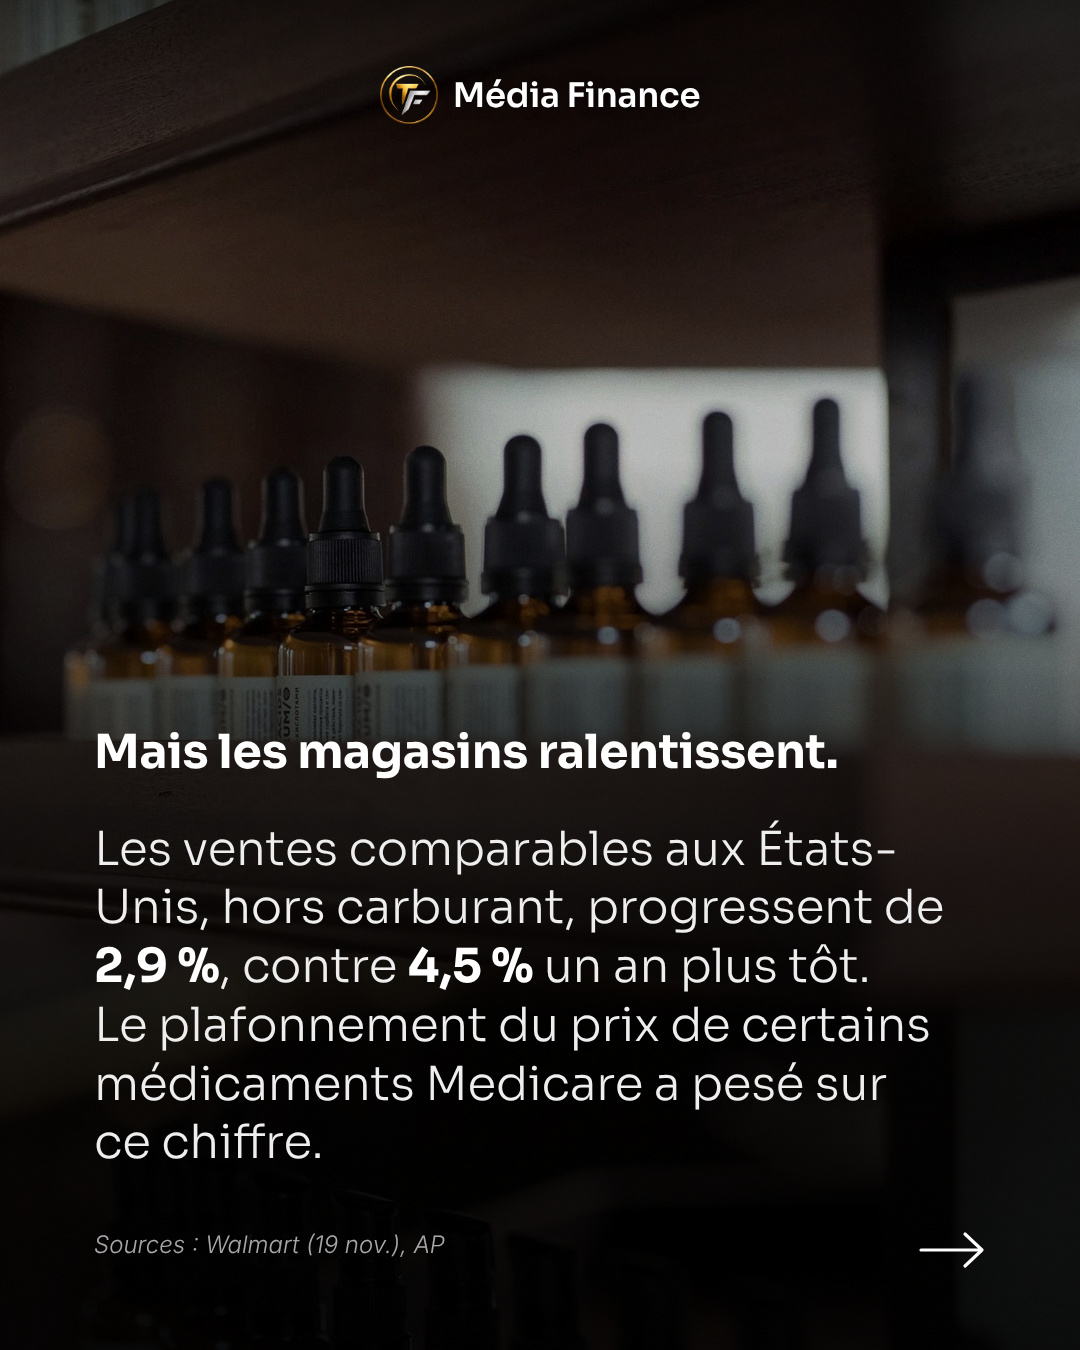 TF Média Finance
Mais les magasins ralentissent.
Les ventes comparables aux États-
Unis, hors carburant, progressent de
2,9 %, contre 4,5 % un an plus tôt.
Le plafonnement du prix de certains
médicaments Medicare a pesé sur
ce chiffre.
Sources : Walmart (19 nov.), AP